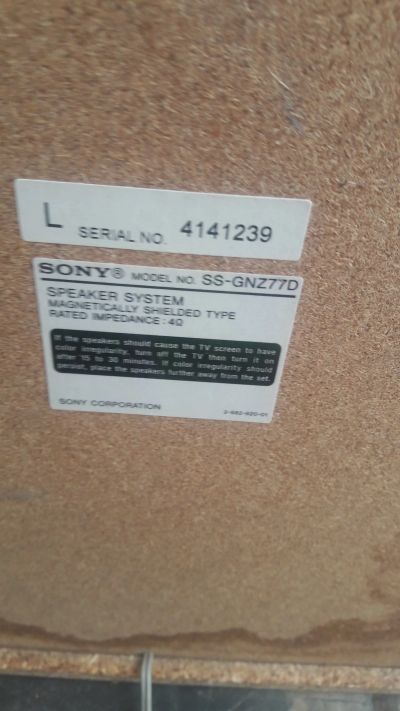 L SERIAL NO. 4141239
SONY® MODEL NO. SS-GNZ77D
SPEAKER SYSTEM
MAGNETICALLY SHIELDED TYPE
RATED IMPEDANCE : 4Ω
If the speakers should cause the TV screen to have
color irregularity, turn off the TV then turn it on
after 15 to 30 minutes. If color irregularity should
persist, place the speakers further away from the set.
SONY CORPORATION